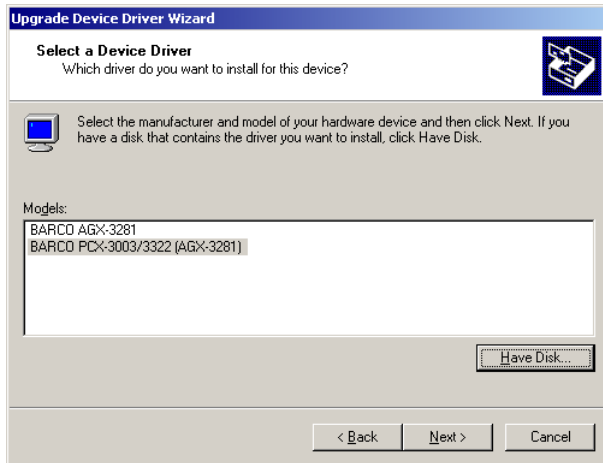 Upgrade Device Driver Wizard
Select a Device Driver
Which driver do you want to install for this device?
Select the manufacturer and model of your hardware device and then click Next. If you
have a disk that contains the driver you want to install, click Have Disk.
Models:
BARCO AGX-3281
BARCO PCX-3003/3322 (AGX-3281)
Have Disk...
< Back
Next >
Cancel